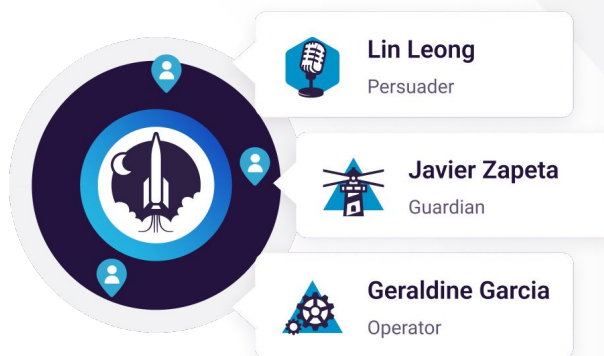 Lin Leong
Persuader
Javier Zapeta
Guardian
Geraldine Garcia
Operator